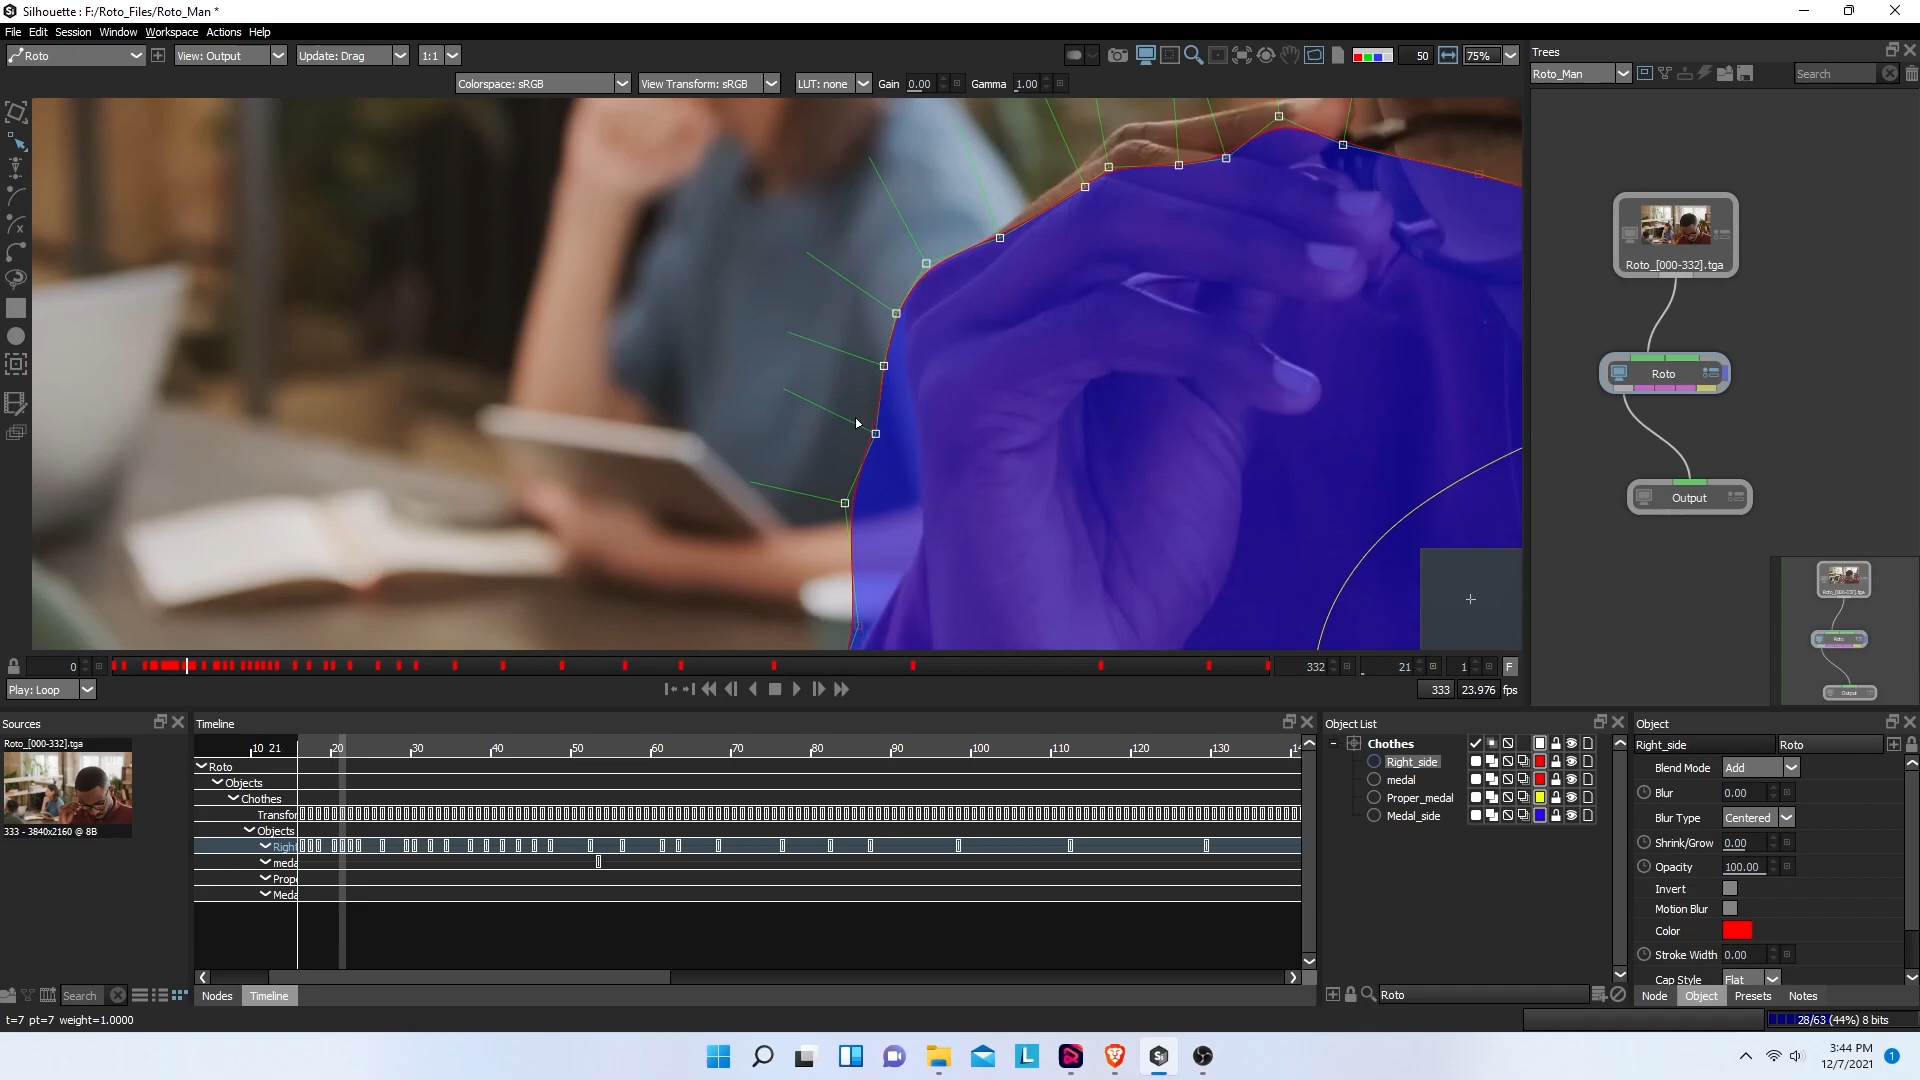 Silhouette : F:/Roto_Files/Roto_Man *
File Edit Session Window Workspace Actions Help
Roto View: Output Update: Drag 1:1 50 75%
Colorspace: sRGB View Transform: sRGB LUT: none Gain 0.00 Gamma 1.00
Trees
Roto_Man Search
Roto_[000-332].tga
Roto
Output
0 332 21 1 F
Play: Loop 333 23.976 fps
Sources
Roto_[000-332].tga
333 - 3840x2160 @ 8B
Search
Timeline
10 21 20 30 40 50 60 70 80 90 100 110 120 130
Roto
Objects
Chothes
Transfor
Objects
Right
meda
Prop
Meda
Nodes Timeline
Object List
Chothes
Right_side
medal
Proper_medal
Medal_side
Roto
Object
Right_side Roto
Blend Mode Add
Blur 0.00
Blur Type Centered
Shrink/Grow 0.00
Opacity 100.00
Invert
Motion Blur
Color
Stroke Width 0.00
Cap Style Flat
Node Object Presets Notes
t=7 pt=7 weight=1.0000
28/63 (44%) 8 bits
3:44 PM
12/7/2021
1